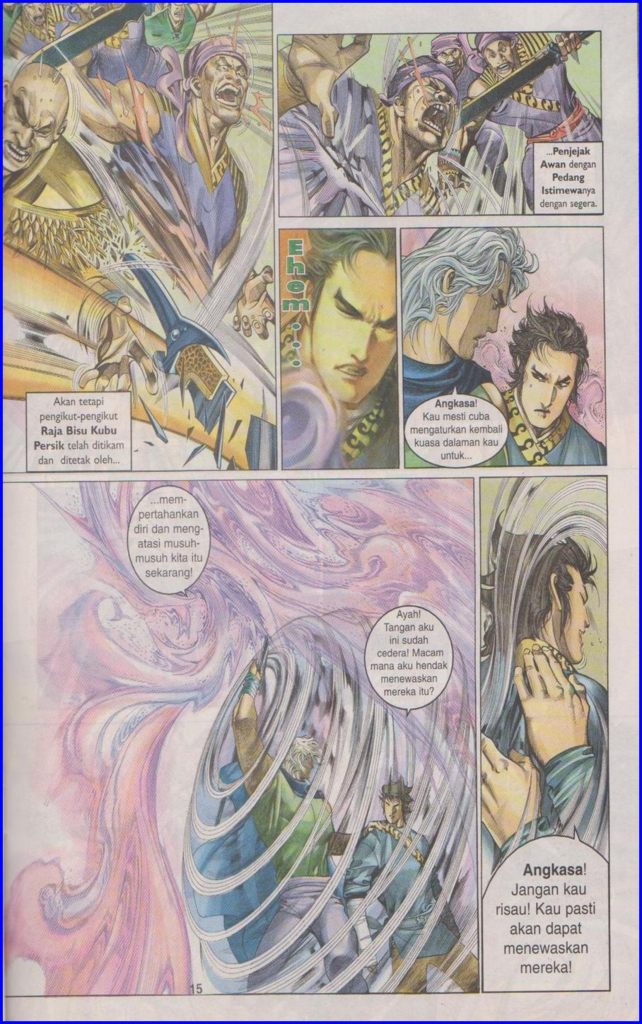 Akan tetapi
pengikut-pengikut
Raja Bisu Kubu
Persik telah ditikam
dan ditetak oleh...
...Penjejak
Awan dengan
Pedang
Istimewanya
dengan segera.
Ehem...
Angkasa!
Kau mesti cuba
mengaturkan kembali
kuasa dalaman kau
untuk...
...mem-
pertahankan
diri dan meng-
atasi musuh-
musuh kita itu
sekarang!
Ayah!
Tangan aku
ini sudah
cedera! Macam
mana aku hendak
menewaskan
mereka itu?
Angkasa!
Jangan kau
risau! Kau pasti
akan dapat
menewaskan
mereka!
15